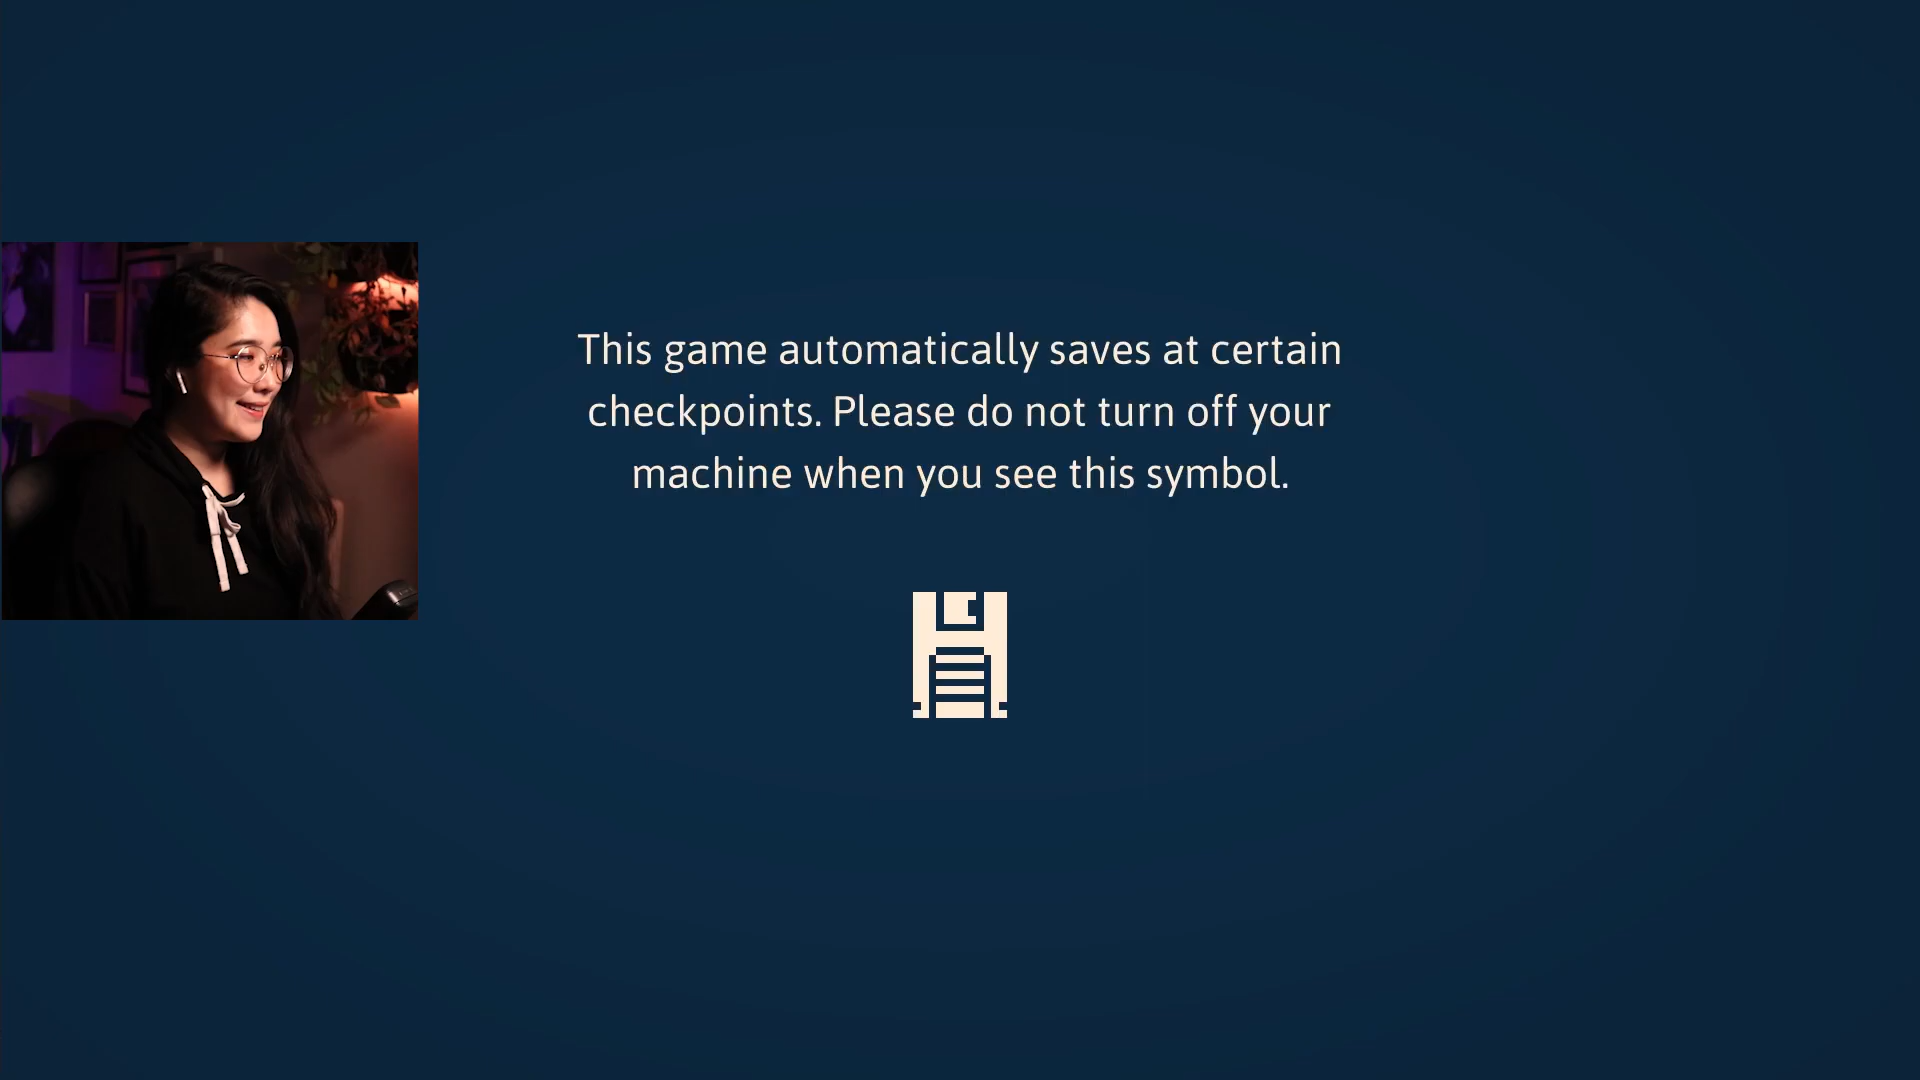 This game automatically saves at certain
checkpoints. Please do not turn off your
machine when you see this symbol.